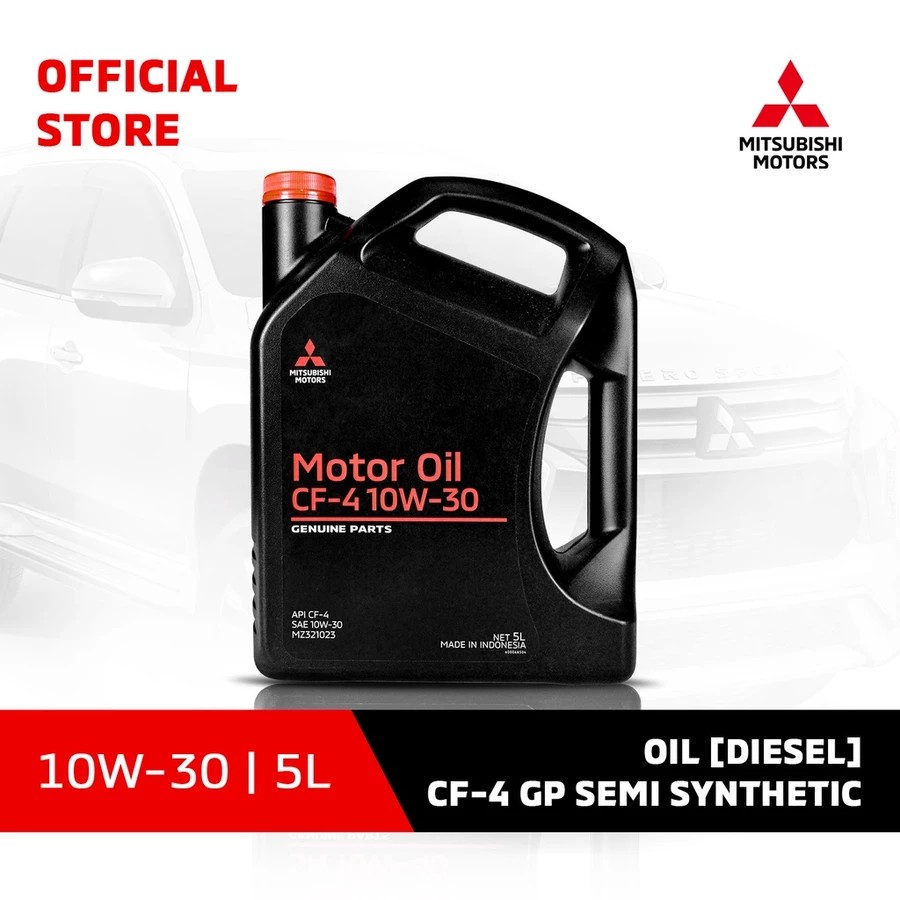 OFFICIAL
STORE
MITSUBISHI
MOTORS
MITSUBISHI
MOTORS
Motor Oil
CF-4 10W-30
GENUINE PARTS
API CF-4
SAE 10W-30
MZ321023
NET 5L
MADE IN INDONESIA
10W-30 | 5L
OIL [DIESEL]
CF-4 GP SEMI SYNTHETIC